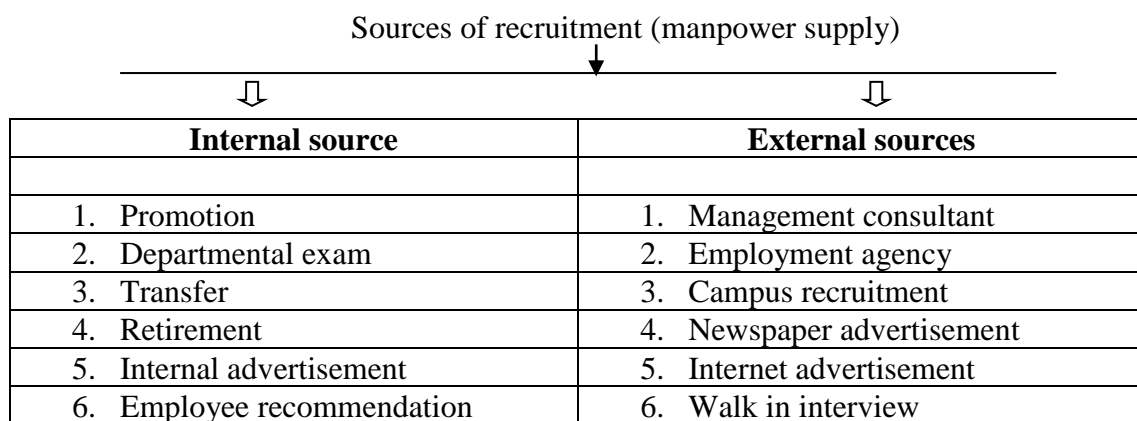 Sources of recruitment (manpower supply)
Internal source External sources
1. Promotion 1. Management consultant
2. Departmental exam 2. Employment agency
3. Transfer 3. Campus recruitment
4. Retirement 4. Newspaper advertisement
5. Internal advertisement 5. Internet advertisement
6. Employee recommendation 6. Walk in interview